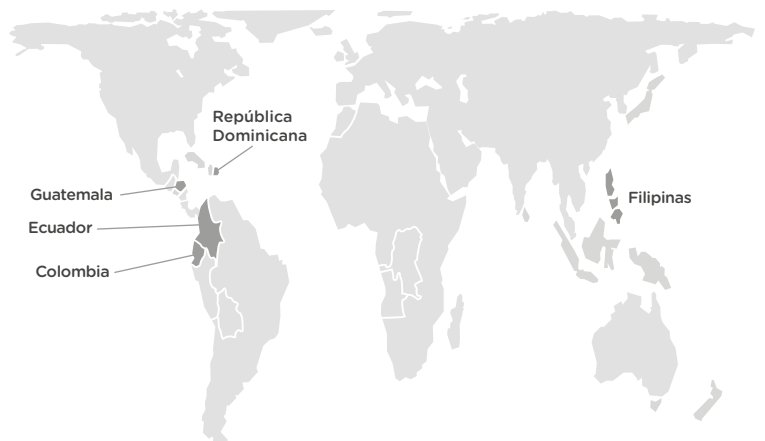 República
Dominicana
Guatemala
Ecuador
Colombia
Filipinas